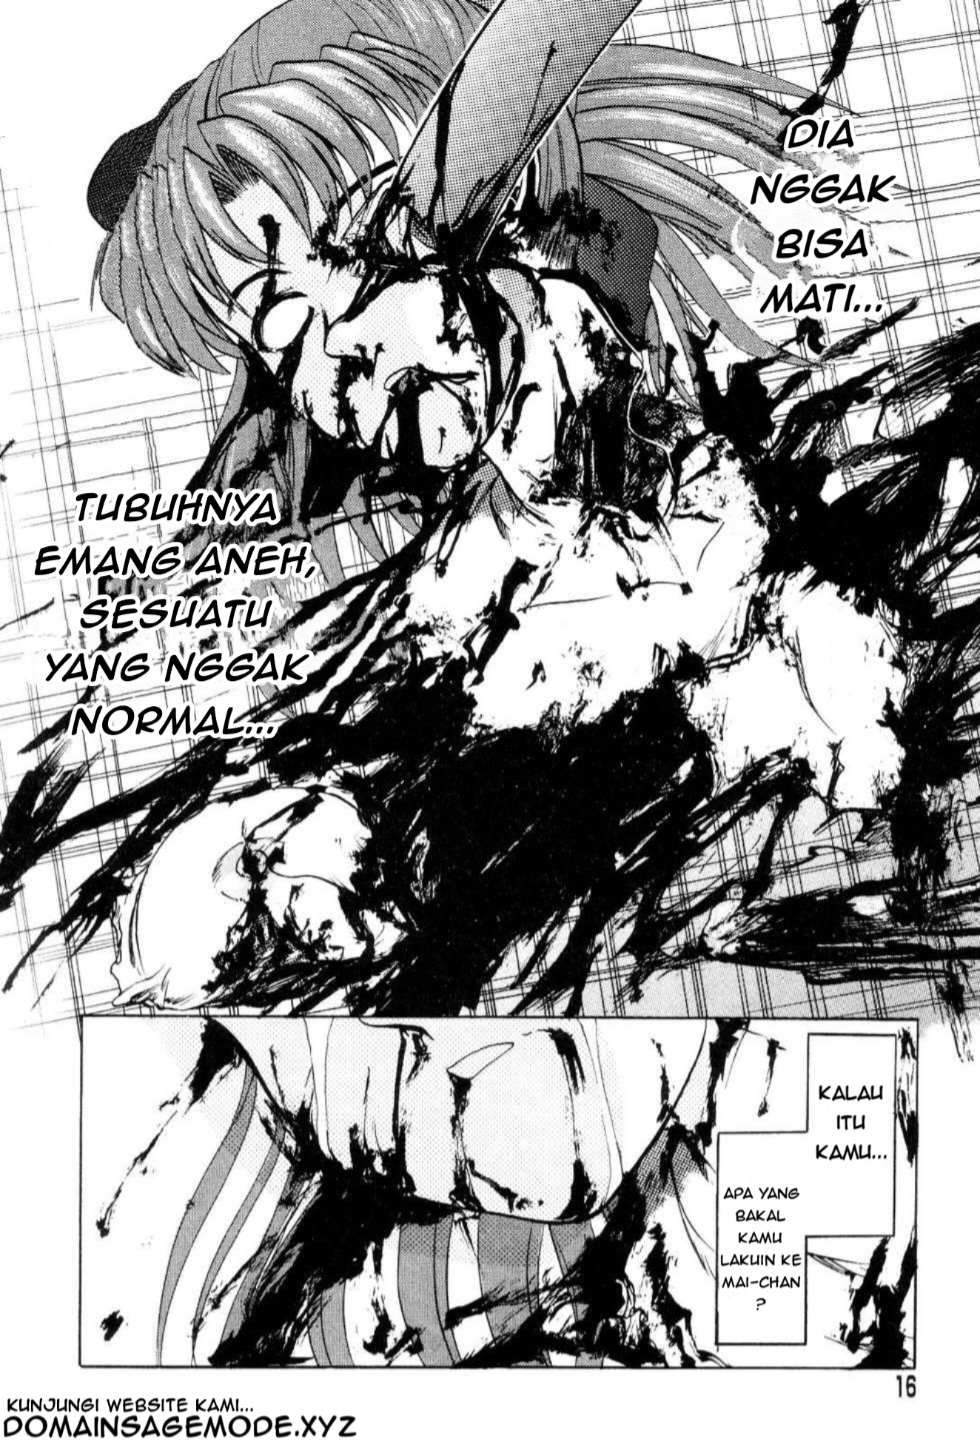 DIA
NGGAK
BISA
MATI...
TUBUHNYA
EMANG ANEH,
SESUATU
YANG NGGAK
NORMAL...
KALAU
ITU
KAMU...
APA YANG
BAKAL
KAMU
LAKUIN KE
MAI-CHAN
?
16
KUNJUNGI WEBSITE KAMI...
DOMAINSAGEMODE.XYZ